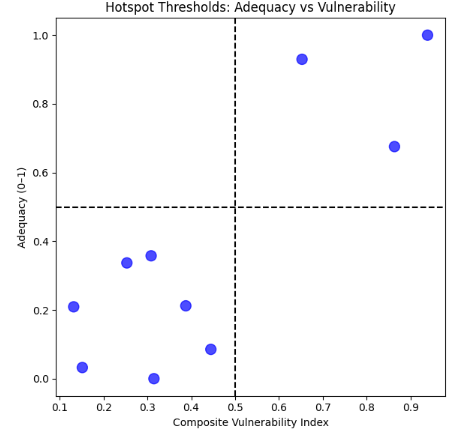 Hotspot Thresholds: Adequacy vs Vulnerability
1.0
0.8
0.6
0.4
0.2
0.0
Adequacy (0–1)
0.1 0.2 0.3 0.4 0.5 0.6 0.7 0.8 0.9
Composite Vulnerability Index